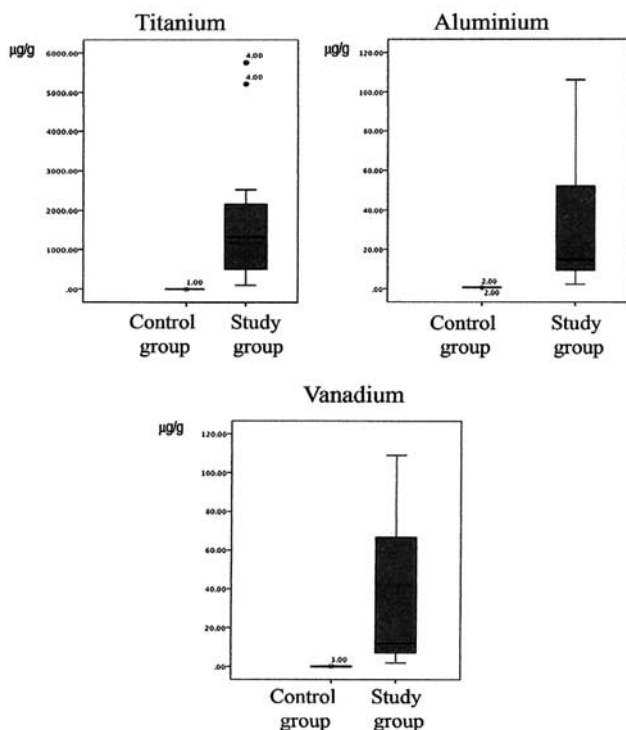 Titanium
µg/g
6000.00
5000.00
4000.00
3000.00
2000.00
1000.00
.00
4.00
4.00
1.00
Control group
Study group
Aluminium
µg/g
120.00
100.00
80.00
60.00
40.00
20.00
.00
2.00
2.00
Control group
Study group
Vanadium
µg/g
120.00
100.00
80.00
60.00
40.00
20.00
.00
3.00
Control group
Study group